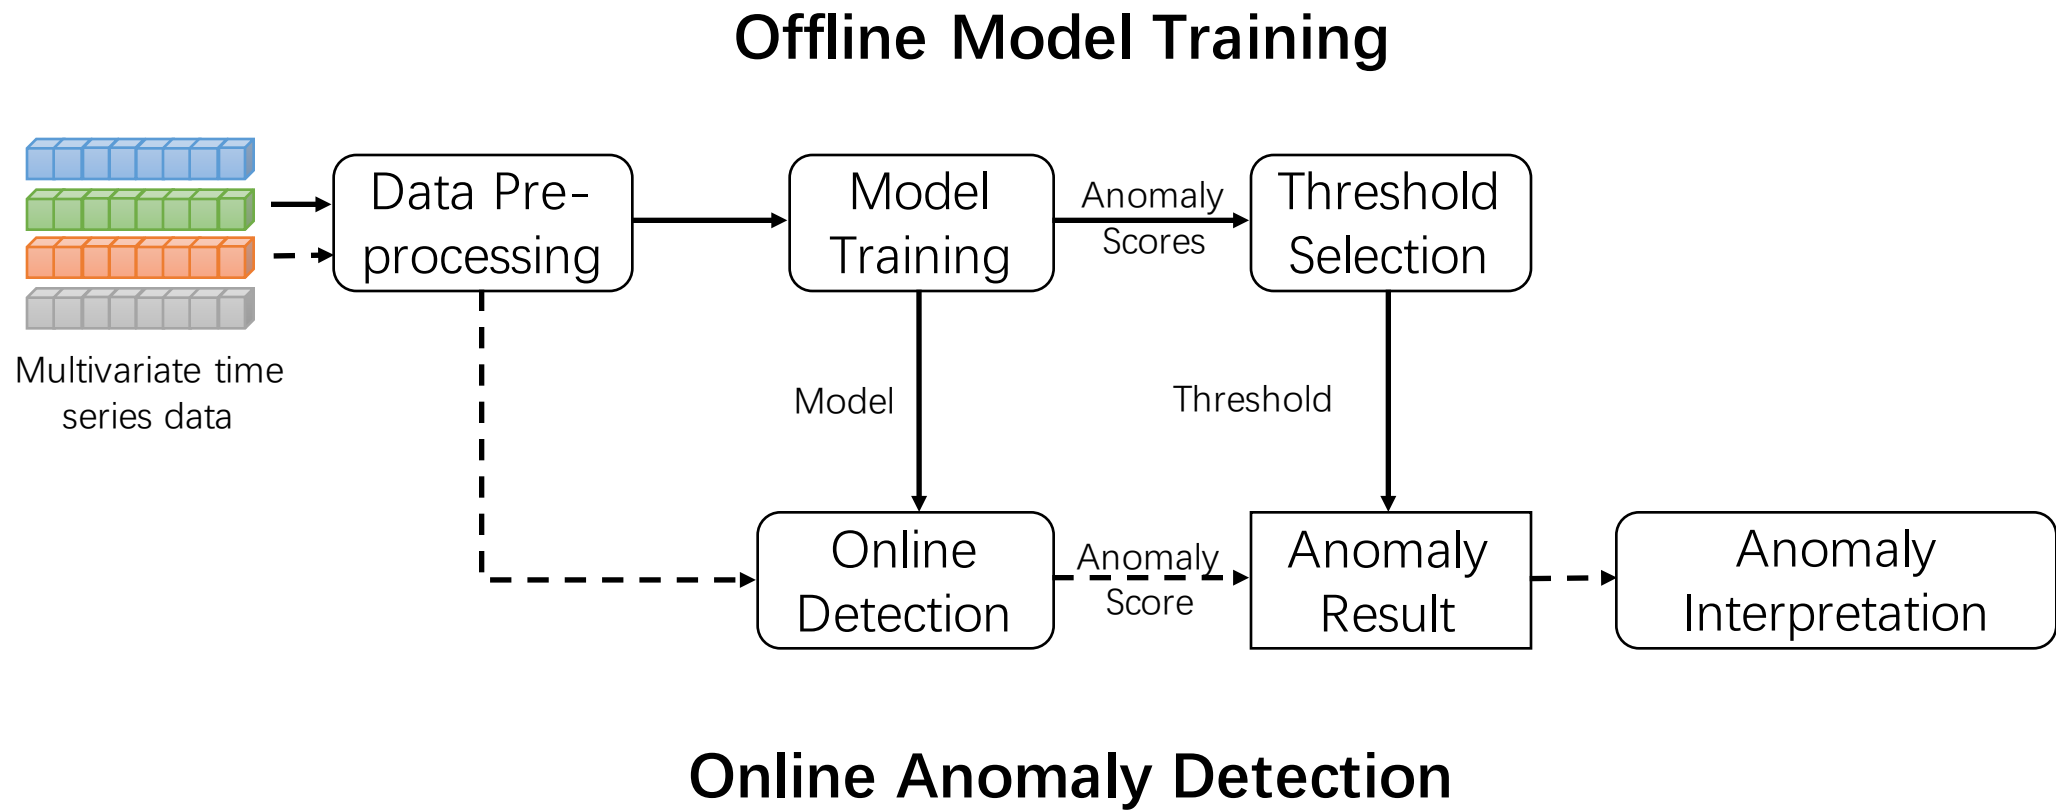 Offline Model Training
Data Pre-
processing
Model
Training
Anomaly
Scores
Threshold
Selection
Multivariate time
series data
Model
Threshold
Online
Detection
Anomaly
Score
Anomaly
Result
Anomaly
Interpretation
Online Anomaly Detection